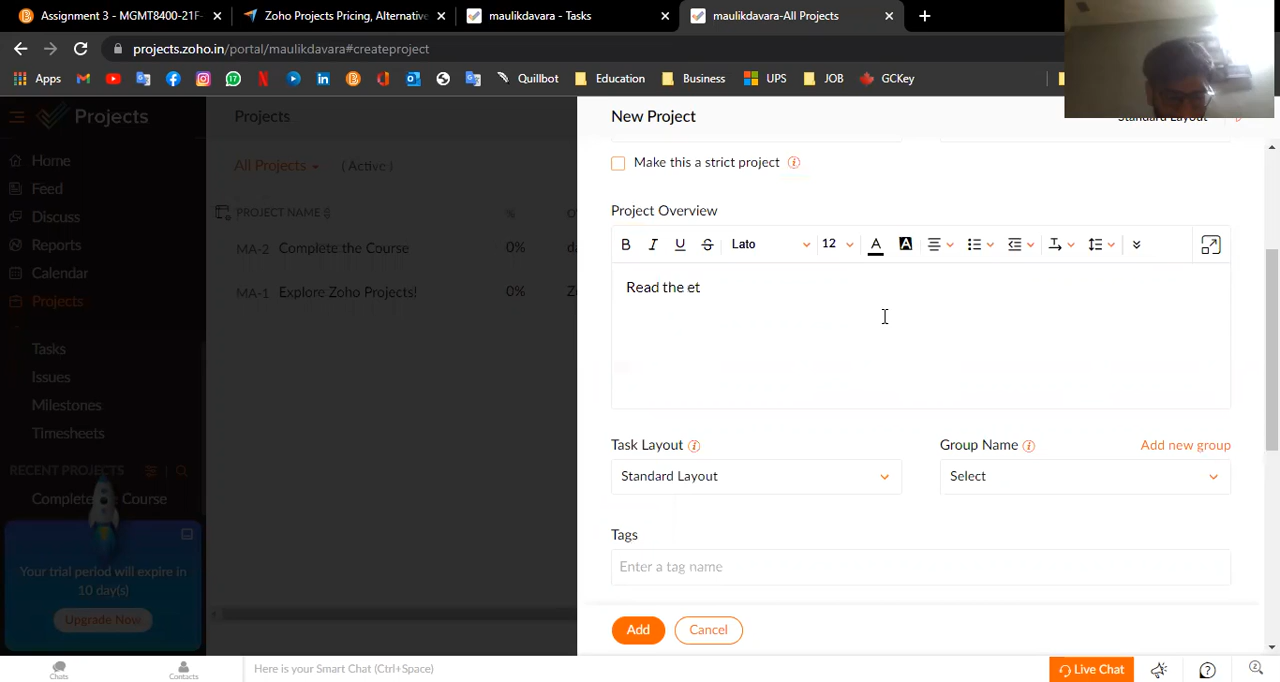 Assignment 3 - MGMT8400-21F-
Zoho Projects Pricing, Alternative
maulikdavara - Tasks
maulikdavara-All Projects
projects.zoho.in/portal/maulikdavara#createproject
Apps Quillbot Education Business UPS JOB GCKey
Projects
Home
Feed
Discuss
Reports
Calendar
Projects
Tasks
Issues
Milestones
Timesheets
RECENT PROJECTS
Complete the Course
Your trial period will expire in
10 day(s)
Upgrade Now
Projects
All Projects ( Active )
PROJECT NAME %
MA-2 Complete the Course 0%
MA-1 Explore Zoho Projects! 0%
New Project
Standard Layout
Make this a strict project
Project Overview
B I U S Lato 12 A A
Read the et
Task Layout Group Name Add new group
Standard Layout Select
Tags
Enter a tag name
Add Cancel
Chats Contacts Here is your Smart Chat (Ctrl+Space) Live Chat